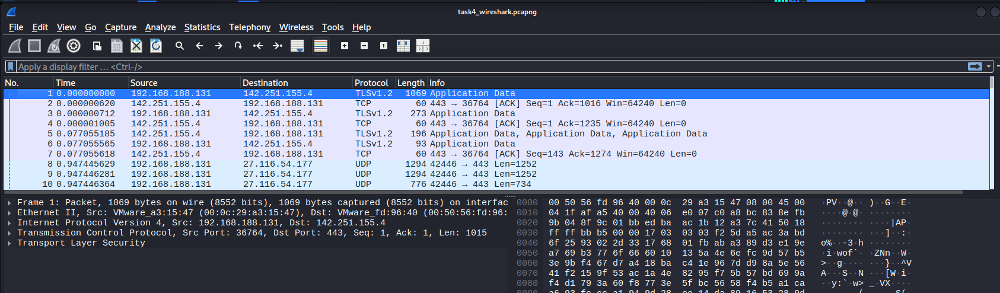 task4_wireshark.pcapng
File Edit View Go Capture Analyze Statistics Telephony Wireless Tools Help
Apply a display filter … <Ctrl-/>
No. Time Source Destination Protocol Length Info
1 0.000000000 192.168.188.131 142.251.155.4 TLSv1.2 1069 Application Data
2 0.000000620 142.251.155.4 192.168.188.131 TCP 60 443 → 36764 [ACK] Seq=1 Ack=1016 Win=64240 Len=0
3 0.000000712 192.168.188.131 142.251.155.4 TLSv1.2 273 Application Data
4 0.000001005 142.251.155.4 192.168.188.131 TCP 60 443 → 36764 [ACK] Seq=1 Ack=1235 Win=64240 Len=0
5 0.077055185 142.251.155.4 192.168.188.131 TLSv1.2 196 Application Data, Application Data, Application Data
6 0.077055565 192.168.188.131 142.251.155.4 TLSv1.2 93 Application Data
7 0.077055618 142.251.155.4 192.168.188.131 TCP 60 443 → 36764 [ACK] Seq=143 Ack=1274 Win=64240 Len=0
8 0.947445629 192.168.188.131 27.116.54.177 UDP 1294 42446 → 443 Len=1252
9 0.947446281 192.168.188.131 27.116.54.177 UDP 1294 42446 → 443 Len=1252
10 0.947446364 192.168.188.131 27.116.54.177 UDP 776 42446 → 443 Len=734
Frame 1: Packet, 1069 bytes on wire (8552 bits), 1069 bytes captured (8552 bits) on interfac
Ethernet II, Src: VMware_a3:15:47 (00:0c:29:a3:15:47), Dst: VMware_fd:96:40 (00:50:56:fd:96:
Internet Protocol Version 4, Src: 192.168.188.131, Dst: 142.251.155.4
Transmission Control Protocol, Src Port: 36764, Dst Port: 443, Seq: 1, Ack: 1, Len: 1015
Transport Layer Security
0000 00 50 56 fd 96 40 00 0c 29 a3 15 47 08 00 45 00 ·PV··@·· )··G··E·
0010 04 1f af a5 40 00 40 06 e0 07 c0 a8 bc 83 8e fb ····@·@· ········
0020 9b 04 8f 9c 01 bb ed ba ac 1b 12 a3 7c 41 50 18 ········ ····|AP·
0030 ff ff bb b5 00 00 17 03 03 03 f2 5d a5 ac 3a bd ········ ···]··:·
0040 6f 25 93 02 2d 33 17 68 01 fb ab a3 89 d3 e1 9e o%··-3·h ········
0050 a7 69 b3 77 6f 66 60 10 13 5a 4e 6e fc 9d 57 b5 ·i·wof`· ·ZNn··W·
0060 3e 9b f4 67 d7 a4 18 ba c4 1e 96 7d d9 8a 5e 56 >··g···· ···}··^V
0070 41 f2 15 9f 53 ac 1a 4e 82 95 f7 5b 57 bd 69 9a A···S··N ···[W·i·
0080 f4 d1 79 3a 60 f8 77 3e 5f bc 56 58 f4 b5 a1 ca ··y:`·w> _·VX····